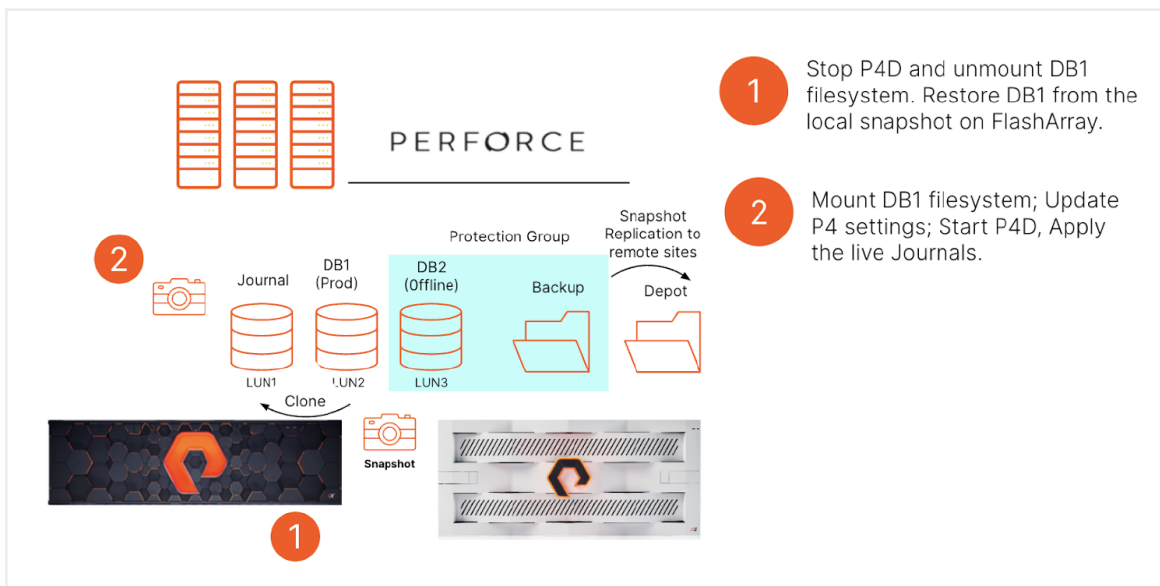 1
Stop P4D and unmount DB1
filesystem. Restore DB1 from the
local snapshot on FlashArray.
2
Mount DB1 filesystem; Update
P4 settings; Start P4D, Apply
the live Journals.
PERFORCE
Snapshot
Replication to
remote sites
Protection Group
2
Journal
DB1
(Prod)
DB2
(Offline)
Backup
Depot
LUN1
LUN2
LUN3
Clone
Snapshot
1